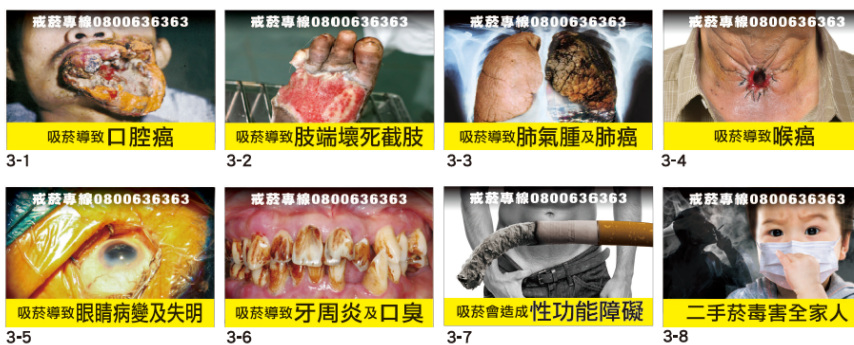 戒菸專線0800636363
吸菸導致口腔癌
3-1
戒菸專線0800636363
吸菸導致肢端壞死截肢
3-2
戒菸專線0800636363
吸菸導致肺氣腫及肺癌
3-3
戒菸專線0800636363
吸菸導致喉癌
3-4
戒菸專線0800636363
吸菸導致眼睛病變及失明
3-5
戒菸專線0800636363
吸菸導致牙周炎及口臭
3-6
戒菸專線0800636363
吸菸會造成性功能障礙
3-7
戒菸專線0800636363
二手菸毒害全家人
3-8